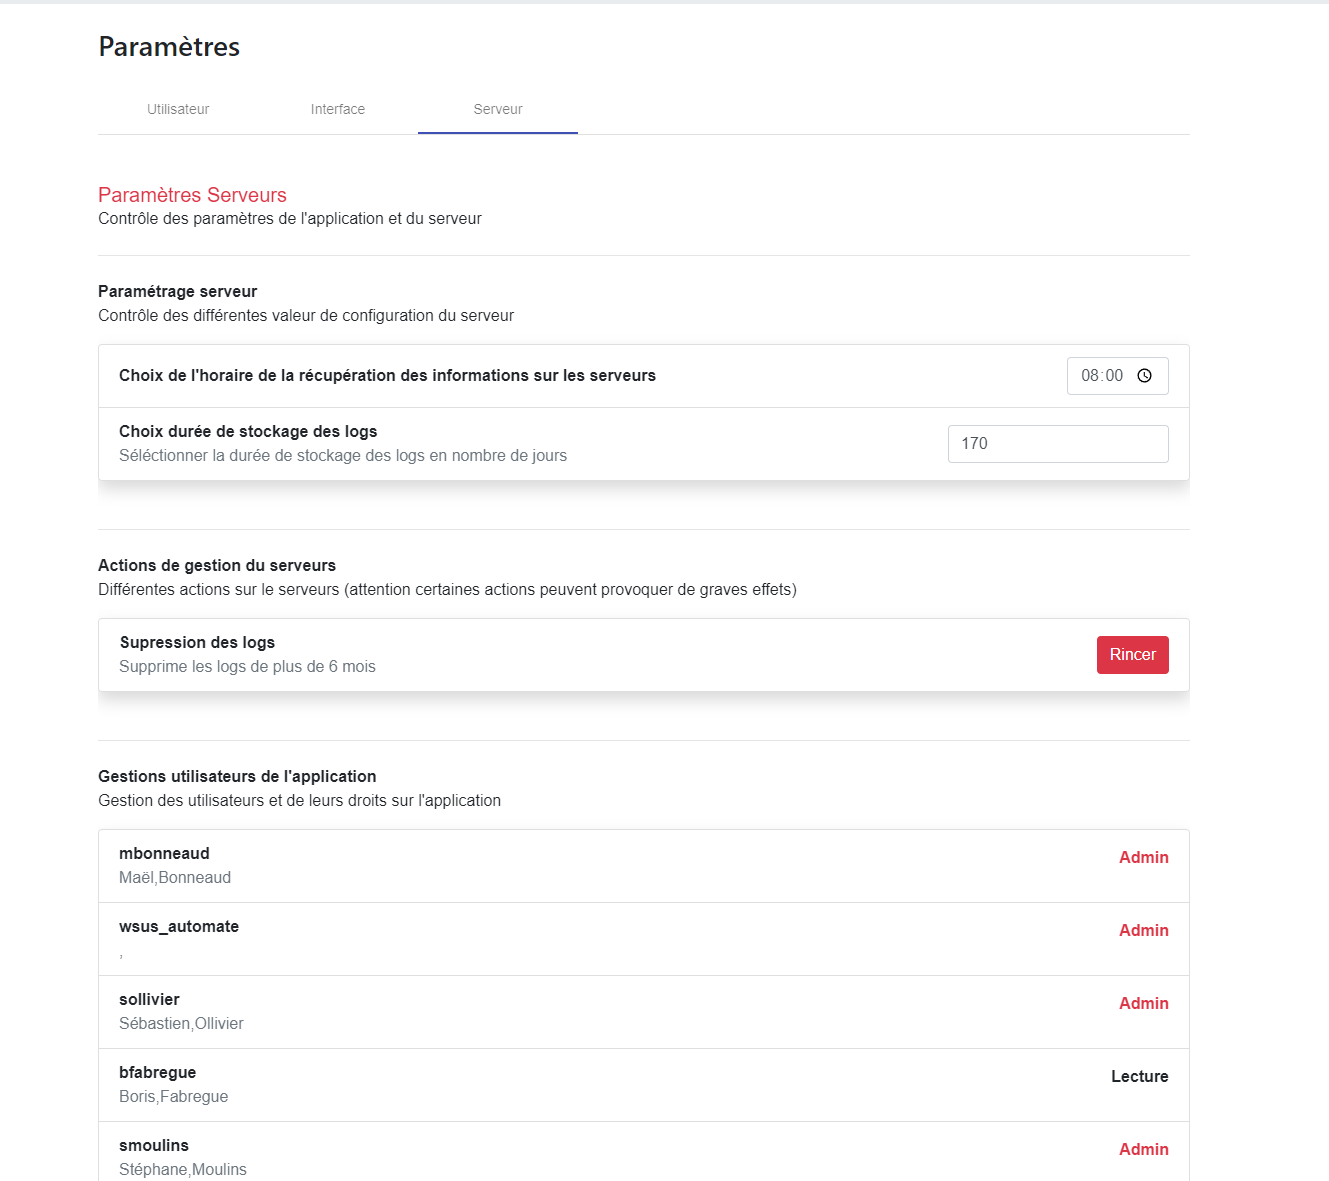 Paramètres
Utilisateur Interface Serveur
Paramètres Serveurs
Contrôle des paramètres de l'application et du serveur
Paramétrage serveur
Contrôle des différentes valeur de configuration du serveur
Choix de l'horaire de la récupération des informations sur les serveurs 08:00
Choix durée de stockage des logs
Séléctionner la durée de stockage des logs en nombre de jours 170
Actions de gestion du serveurs
Différentes actions sur le serveurs (attention certaines actions peuvent provoquer de graves effets)
Supression des logs
Supprime les logs de plus de 6 mois Rincer
Gestions utilisateurs de l'application
Gestion des utilisateurs et de leurs droits sur l'application
mbonneaud Admin
Maël,Bonneaud
wsus_automate Admin
,
sollivier Admin
Sébastien,Ollivier
bfabregue Lecture
Boris,Fabregue
smoulins Admin
Stéphane,Moulins